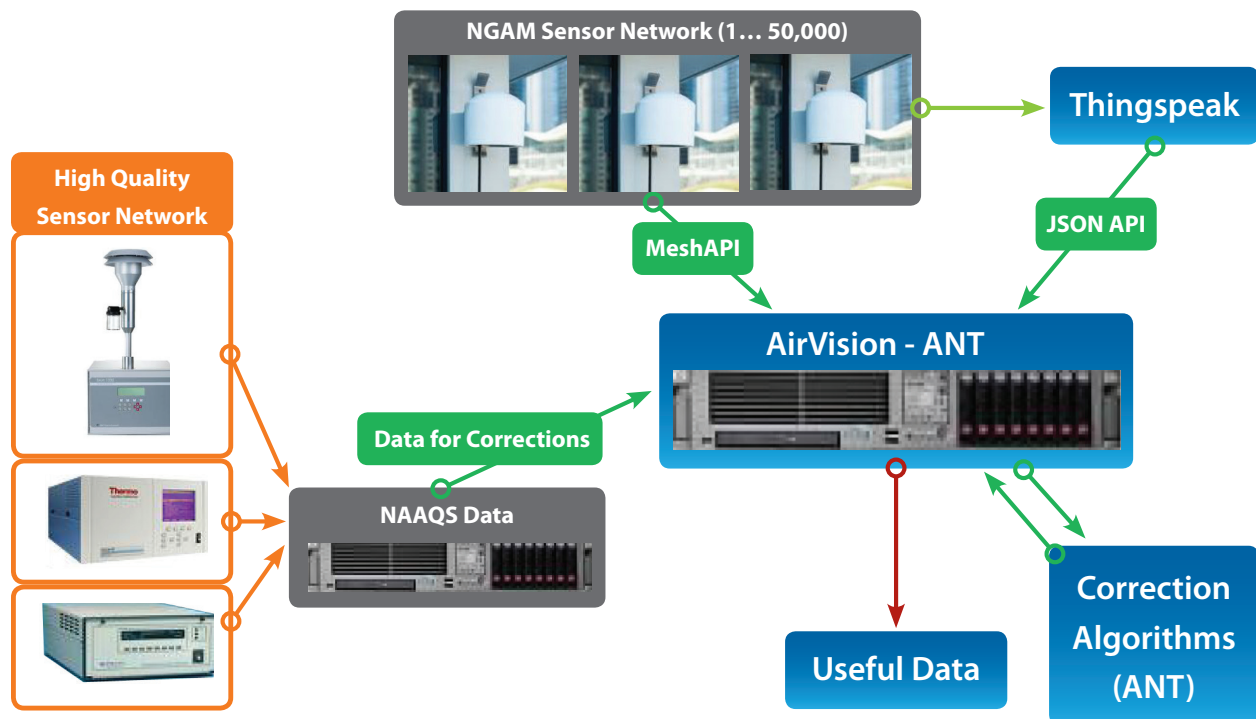 NGAM Sensor Network (1... 50,000)
Thingspeak
High Quality
Sensor Network
MeshAPI
JSON API
AirVision - ANT
Data for Corrections
Thermo
NAAQS Data
Useful Data
Correction
Algorithms
(ANT)